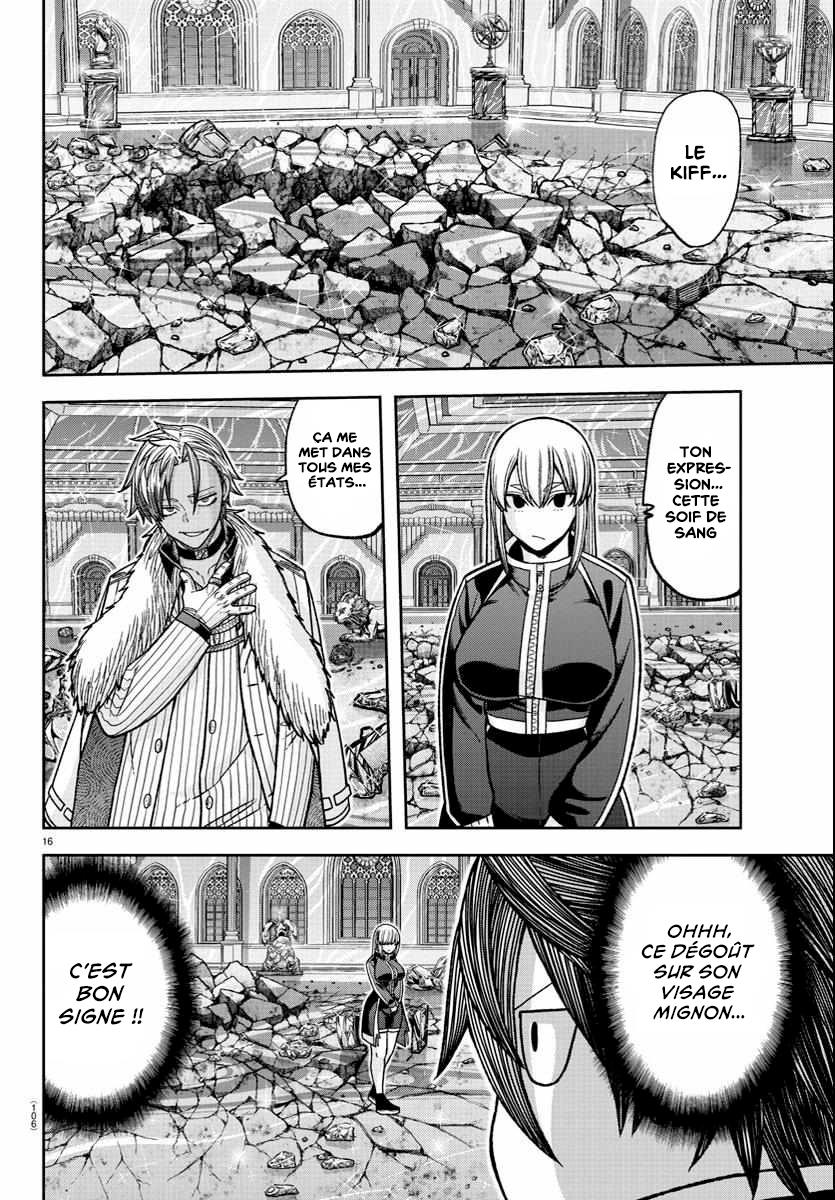 LE
KIFF...
TON
EXPRES-
SION...
CETTE
SOIF DE
SANG
ÇA ME
MET DANS
TOUS MES
ÉTATS...
16
OHHH,
CE DÉGOÛT
SUR SON
VISAGE
MIGNON...
C'EST
BON
SIGNE !!
(106)